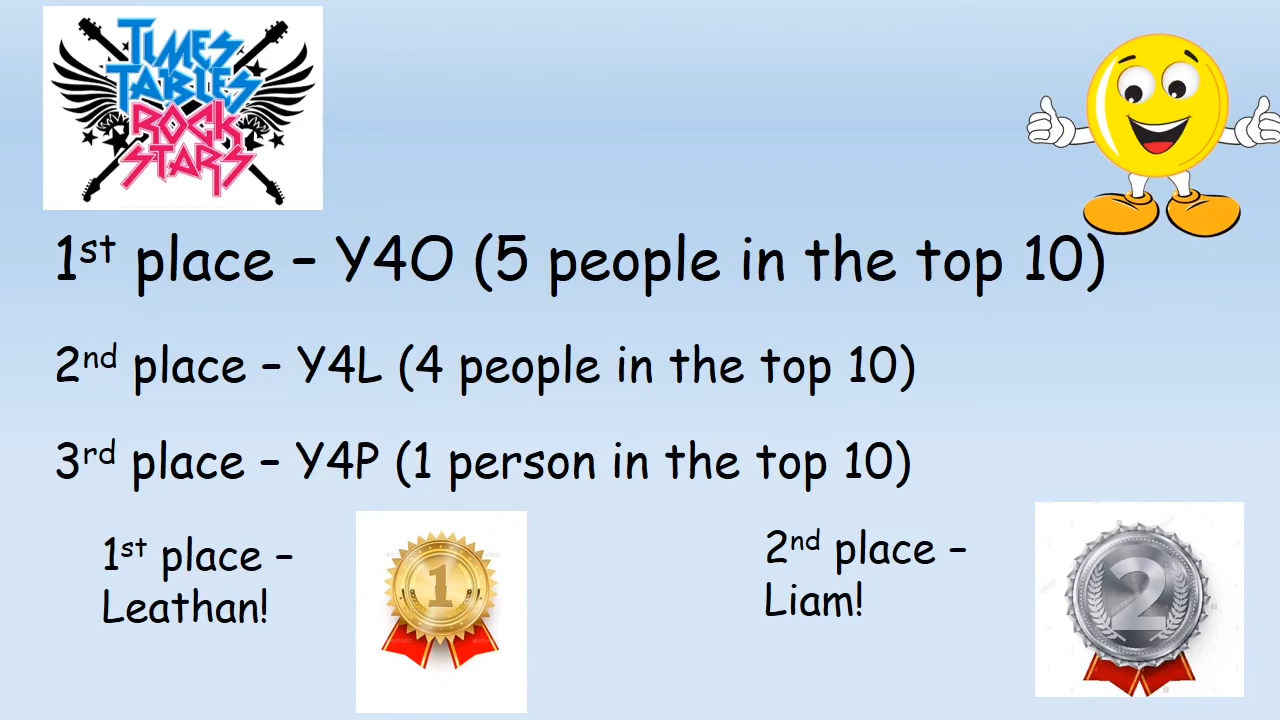 TIMES
TABLES
ROCK
STARS
1st place – Y4O (5 people in the top 10)
2nd place – Y4L (4 people in the top 10)
3rd place – Y4P (1 person in the top 10)
1st place –
Leathan!
1
2nd place –
Liam!
2